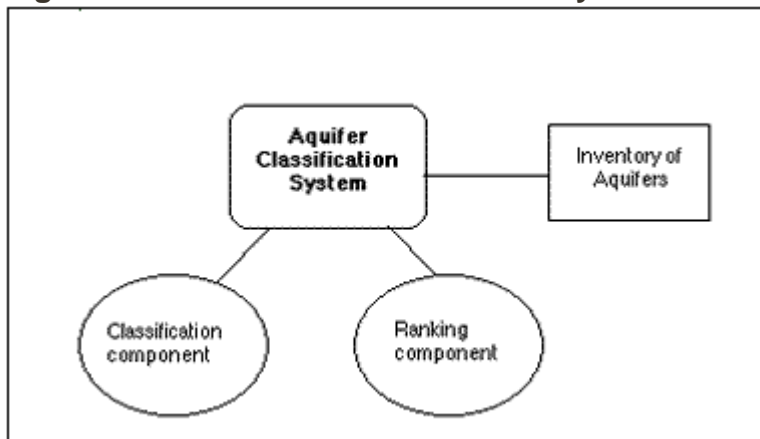 Aquifer
Classification
System
Inventory of
Aquifers
Classification
component
Ranking
component